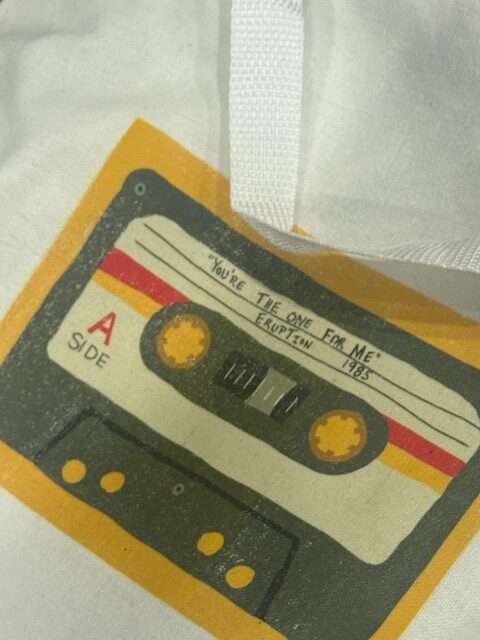 "YOU'RE THE ONE FOR ME"
ERUPTION 1985
A
SIDE